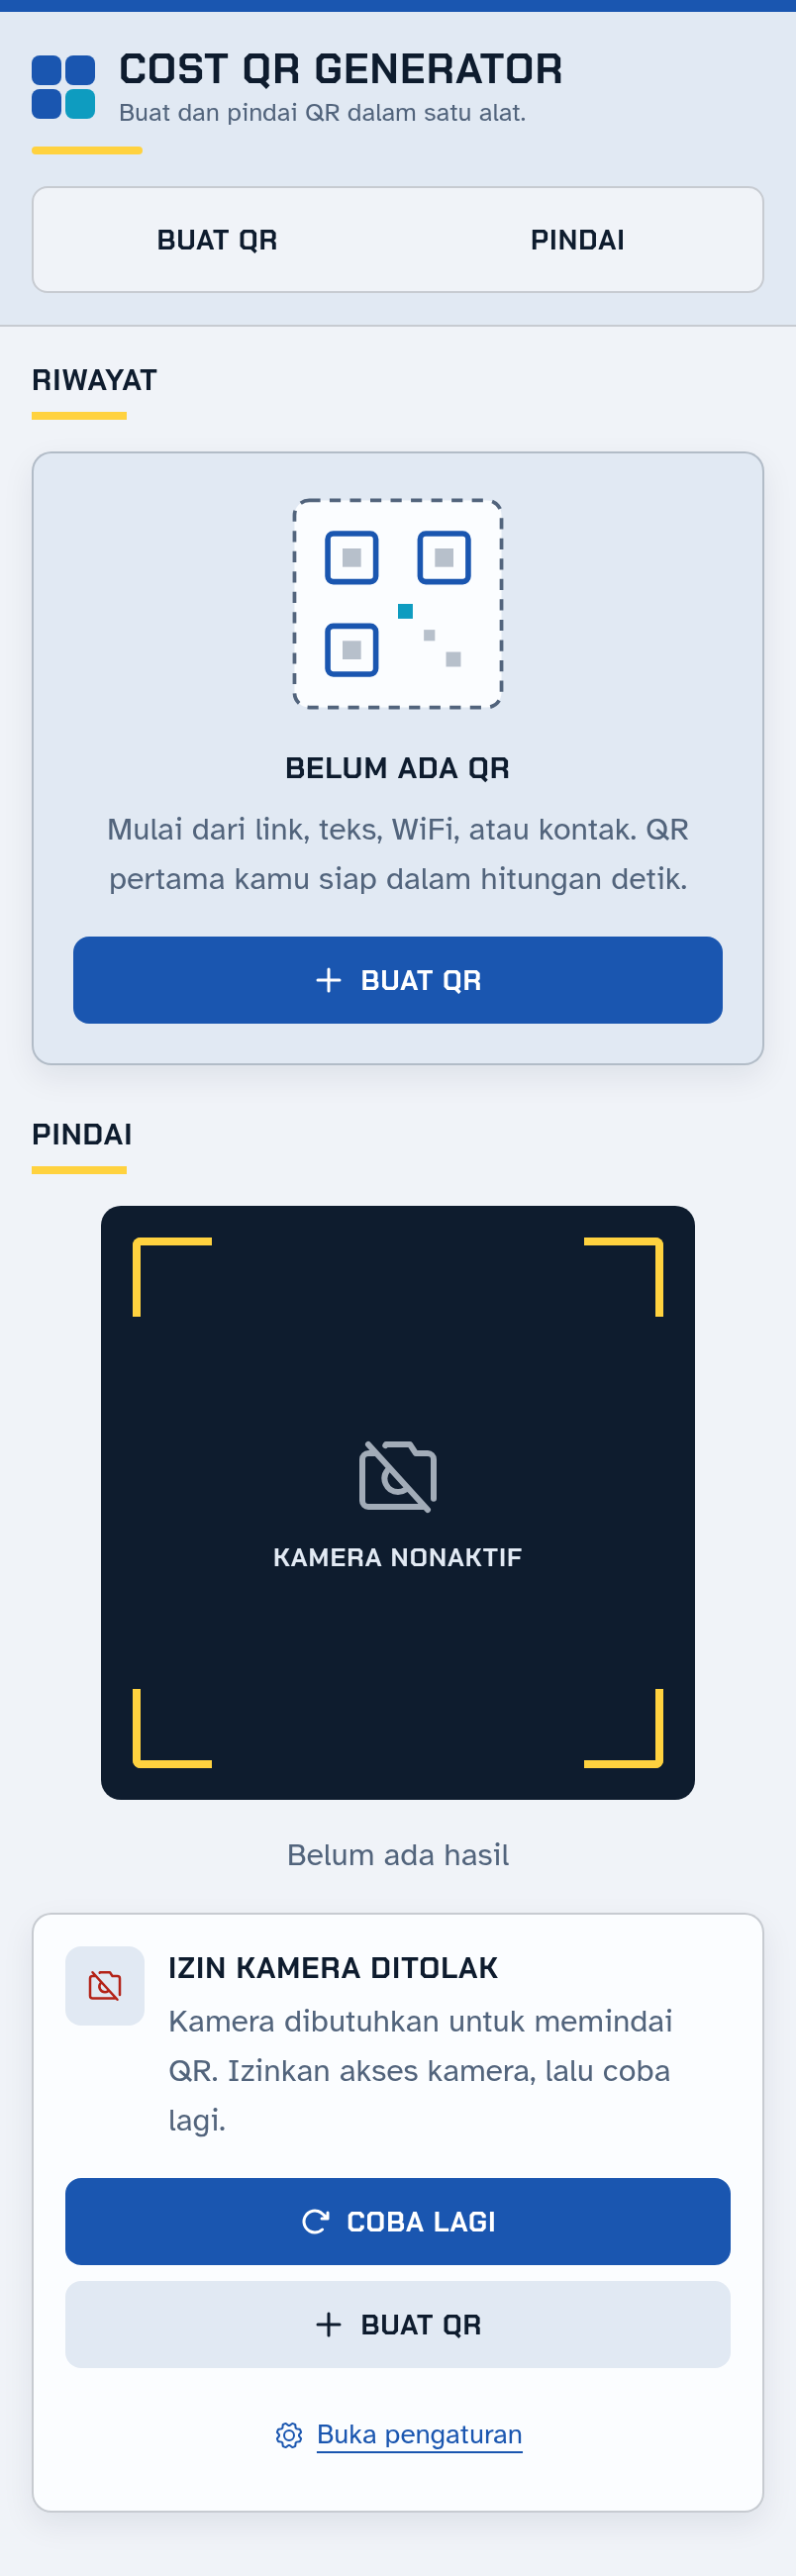 COST QR GENERATOR
Buat dan pindai QR dalam satu alat.
BUAT QR
PINDAI
RIWAYAT
BELUM ADA QR
Mulai dari link, teks, WiFi, atau kontak. QR
pertama kamu siap dalam hitungan detik.
BUAT QR
PINDAI
KAMERA NONAKTIF
Belum ada hasil
IZIN KAMERA DITOLAK
Kamera dibutuhkan untuk memindai
QR. Izinkan akses kamera, lalu coba
lagi.
COBA LAGI
BUAT QR
Buka pengaturan